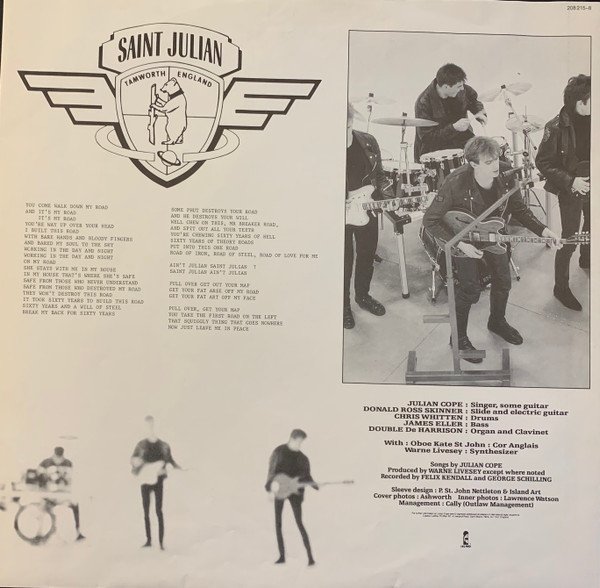 208 215-8
SAINT JULIAN
TAMWORTH ENGLAND
YOU COME WALK DOWN MY ROAD
AND IT'S MY ROAD
IT'S MY ROAD
YOU'RE WAY UP OVER YOUR HEAD
I BUILT THIS ROAD
WITH BARE HANDS AND BLOODY FINGERS
AND BARED MY SOUL TO THE SKY
WORKING IN THE DAY AND NIGHT
WORKING IN THE DAY AND NIGHT
ON MY ROAD
SHE STAYS WITH ME IN MY HOUSE
IN MY HOUSE THAT'S WHERE SHE'S SAFE
SAFE FROM THOSE WHO NEVER UNDERSTAND
SAFE FROM THOSE WHO DESTROYED MY ROAD
THEY WON'T DESTROY THIS ROAD
IT TOOK SIXTY YEARS TO BUILD THIS ROAD
SIXTY YEARS AND A WILL OF STEEL
BREAK MY BACK FOR SIXTY YEARS
SOME PHUT DESTROYS YOUR ROAD
AND HE DESTROYS YOUR WILL
WELL CHEW ON THIS, MR BREAKER ROAD,
AND SPIT OUT ALL YOUR TEETH
YOU'RE CHEWING SIXTY YEARS OF HELL
SIXTY YEARS OF THEORY ROADS
PUT INTO THIS ONE ROAD
ROAD OF IRON, ROAD OF STEEL, ROAD OF LOVE FOR ME
AIN'T JULIAN SAINT JULIAN ?
SAINT JULIAN AIN'T JULIAN
PULL OVER GET OUT YOUR MAP
GET YOUR FAT ARSE OFF MY ROAD
GET YOUR FAT ART OFF MY FACE
PULL OVER, GET YOUR MAP
YOU TAKE THE FIRST ROAD ON THE LEFT
THAT SQUIGGLY THING THAT GOES NOWHERE
NOW JUST LEAVE ME IN PEACE
JULIAN COPE : Singer, some guitar
DONALD ROSS SKINNER : Slide and electric guitar
CHRIS WHITTEN : Drums
JAMES ELLER : Bass
DOUBLE De HARRISON : Organ and Clavinet
With : Oboe Kate St John : Cor Anglais
Warne Livesey : Synthesizer
Songs by JULIAN COPE
Produced by WARNE LIVESEY except where noted
Recorded by FELIX KENDALL and GEORGE SCHILLING
Sleeve design : P. St. John Nettleton & Island Art
Cover photos : Ashworth Inner photos : Lawrence Watson
Management : Cally (Outlaw Management)
ISLAND